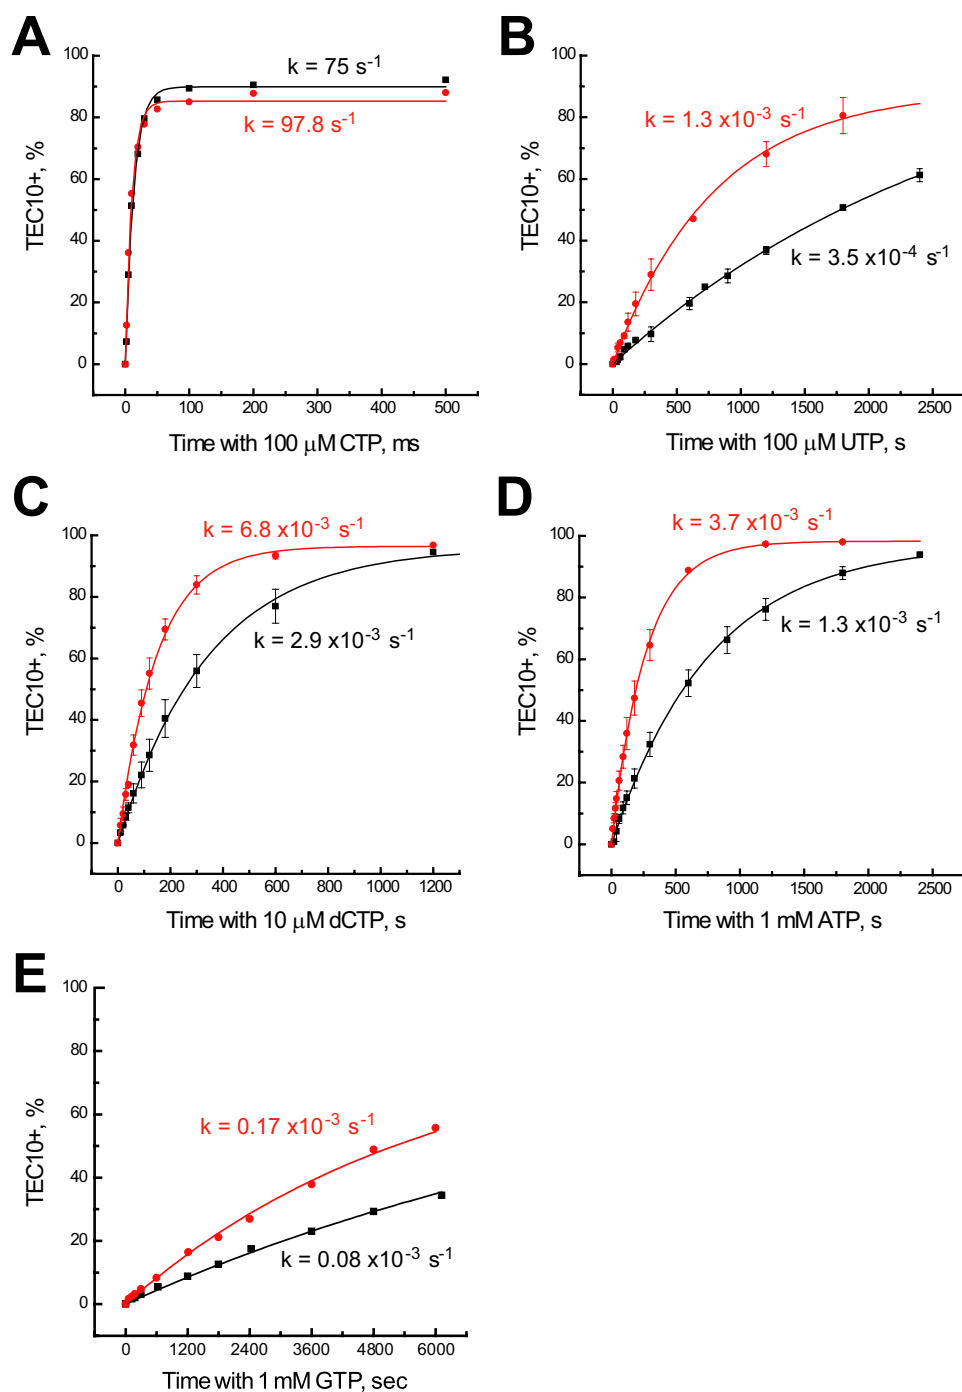 A
100
80
60
40
20
0
TEC10+, %
k = 75 s⁻¹
k = 97.8 s⁻¹
0 100 200 300 400 500
Time with 100 μM CTP, ms
B
100
80
60
40
20
0
TEC10+, %
k = 1.3 x10⁻³ s⁻¹
k = 3.5 x10⁻⁴ s⁻¹
0 500 1000 1500 2000 2500
Time with 100 μM UTP, s
C
100
80
60
40
20
0
TEC10+, %
k = 6.8 x10⁻³ s⁻¹
k = 2.9 x10⁻³ s⁻¹
0 200 400 600 800 1000 1200
Time with 10 μM dCTP, s
D
100
80
60
40
20
0
TEC10+, %
k = 3.7 x10⁻³ s⁻¹
k = 1.3 x10⁻³ s⁻¹
0 500 1000 1500 2000 2500
Time with 1 mM ATP, s
E
100
80
60
40
20
0
TEC10+, %
k = 0.17 x10⁻³ s⁻¹
k = 0.08 x10⁻³ s⁻¹
0 1200 2400 3600 4800 6000
Time with 1 mM GTP, sec